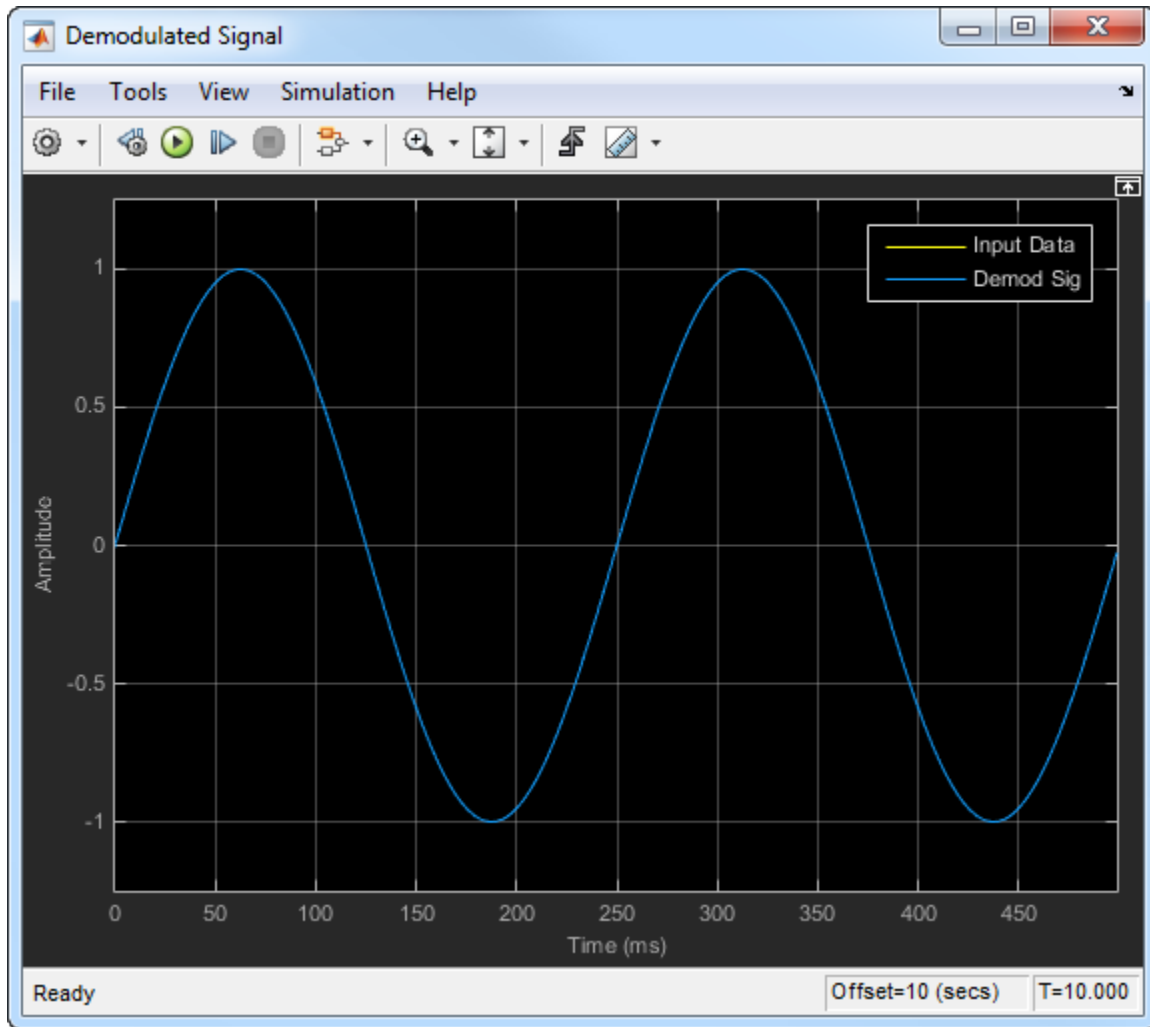 Demodulated Signal
File Tools View Simulation Help
Input Data
Demod Sig
1
0.5
0
-0.5
-1
Amplitude
0 50 100 150 200 250 300 350 400 450
Time (ms)
Ready Offset=10 (secs) T=10.000